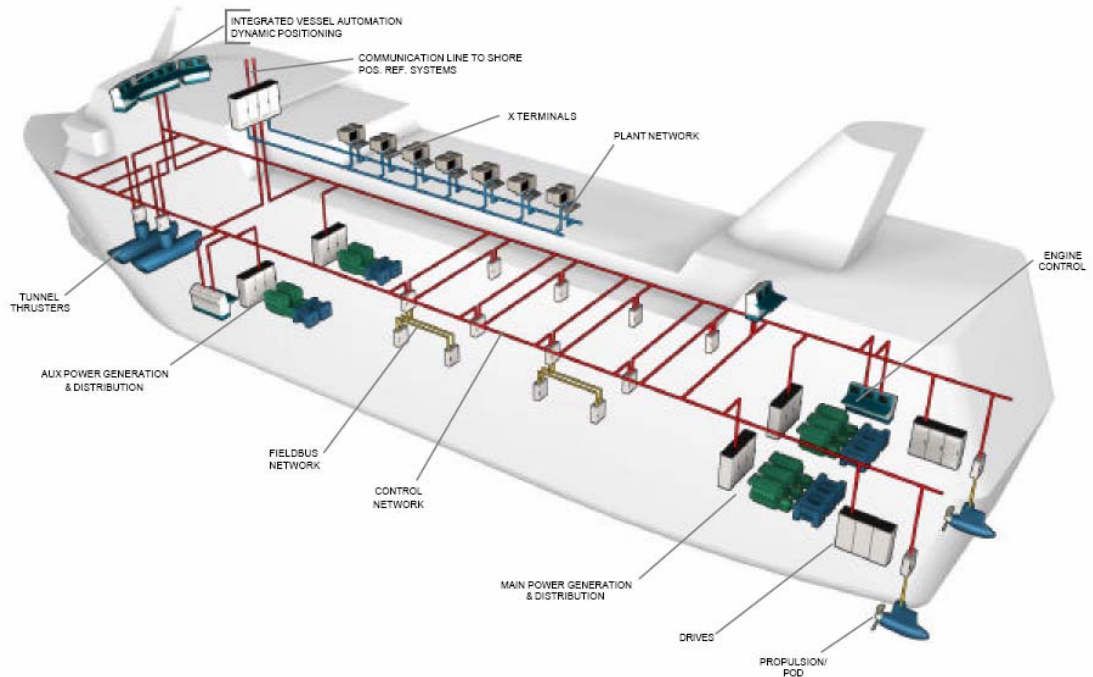 INTEGRATED VESSEL AUTOMATION
DYNAMIC POSITIONING
COMMUNICATION LINE TO SHORE
POS. REF. SYSTEMS
X TERMINALS
PLANT NETWORK
ENGINE
CONTROL
TUNNEL
THRUSTERS
AUX POWER GENERATION
& DISTRIBUTION
FIELDBUS
NETWORK
CONTROL
NETWORK
MAIN POWER GENERATION
& DISTRIBUTION
DRIVES
PROPULSION/
POD